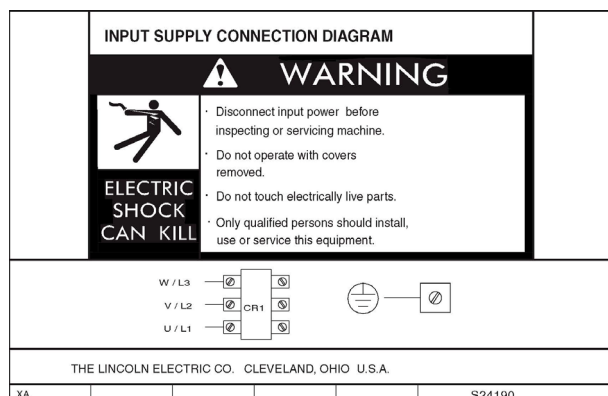 INPUT SUPPLY CONNECTION DIAGRAM
WARNING
· Disconnect input power before
inspecting or servicing machine.
· Do not operate with covers
removed.
· Do not touch electrically live parts.
· Only qualified persons should install,
use or service this equipment.
ELECTRIC
SHOCK
CAN KILL
W / L3
V / L2
CR1
U / L1
THE LINCOLN ELECTRIC CO. CLEVELAND, OHIO U.S.A.
XA
S24190